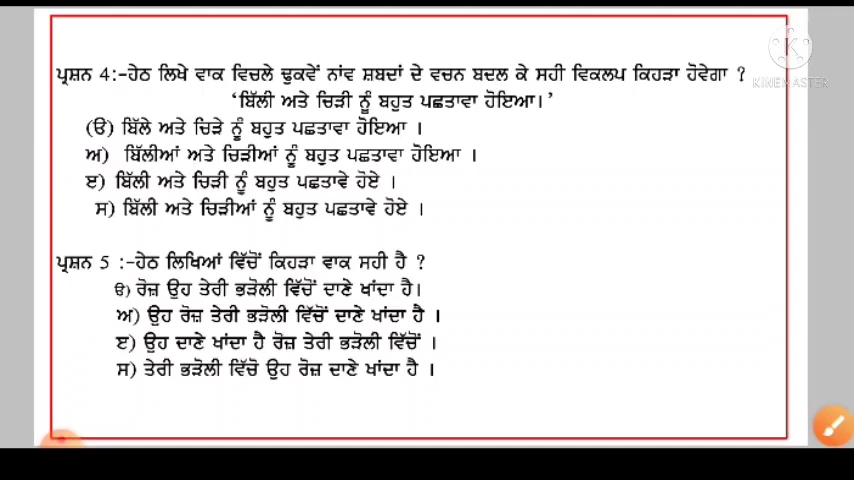 ਪ੍ਰਸ਼ਨ 4:-ਹੇਠ ਲਿਖੇ ਵਾਕ ਵਿਚਲੇ ਢੁਕਵੇਂ ਨਾਂਵ ਸ਼ਬਦਾਂ ਦੇ ਵਚਨ ਬਦਲ ਕੇ ਸਹੀ ਵਿਕਲਪ ਕਿਹੜਾ ਹੋਵੇਗਾ ?
'ਬਿੱਲੀ ਅਤੇ ਚਿੜੀ ਨੂੰ ਬਹੁਤ ਪਛਤਾਵਾ ਹੋਇਆ।'
(ੳ) ਬਿੱਲੇ ਅਤੇ ਚਿੜੇ ਨੂੰ ਬਹੁਤ ਪਛਤਾਵਾ ਹੋਇਆ ।
ਅ) ਬਿੱਲੀਆਂ ਅਤੇ ਚਿੜੀਆਂ ਨੂੰ ਬਹੁਤ ਪਛਤਾਵਾ ਹੋਇਆ ।
ੲ) ਬਿੱਲੀ ਅਤੇ ਚਿੜੀ ਨੂੰ ਬਹੁਤ ਪਛਤਾਵੇ ਹੋਏ ।
ਸ) ਬਿੱਲੀ ਅਤੇ ਚਿੜੀਆਂ ਨੂੰ ਬਹੁਤ ਪਛਤਾਵੇ ਹੋਏ ।
ਪ੍ਰਸ਼ਨ 5 :-ਹੇਠ ਲਿਖਿਆਂ ਵਿੱਚੋਂ ਕਿਹੜਾ ਵਾਕ ਸਹੀ ਹੈ ?
ੳ) ਰੋਜ਼ ਉਹ ਤੇਰੀ ਭੜੋਲੀ ਵਿੱਚੋਂ ਦਾਣੇ ਖਾਂਦਾ ਹੈ।
ਅ) ਉਹ ਰੋਜ਼ ਤੇਰੀ ਭੜੋਲੀ ਵਿੱਚੋਂ ਦਾਣੇ ਖਾਂਦਾ ਹੈ ।
ੲ) ਉਹ ਦਾਣੇ ਖਾਂਦਾ ਹੈ ਰੋਜ਼ ਤੇਰੀ ਭੜੋਲੀ ਵਿੱਚੋਂ ।
ਸ) ਤੇਰੀ ਭੜੋਲੀ ਵਿੱਚੋ ਉਹ ਰੋਜ਼ ਦਾਣੇ ਖਾਂਦਾ ਹੈ ।
K
KINEMASTER